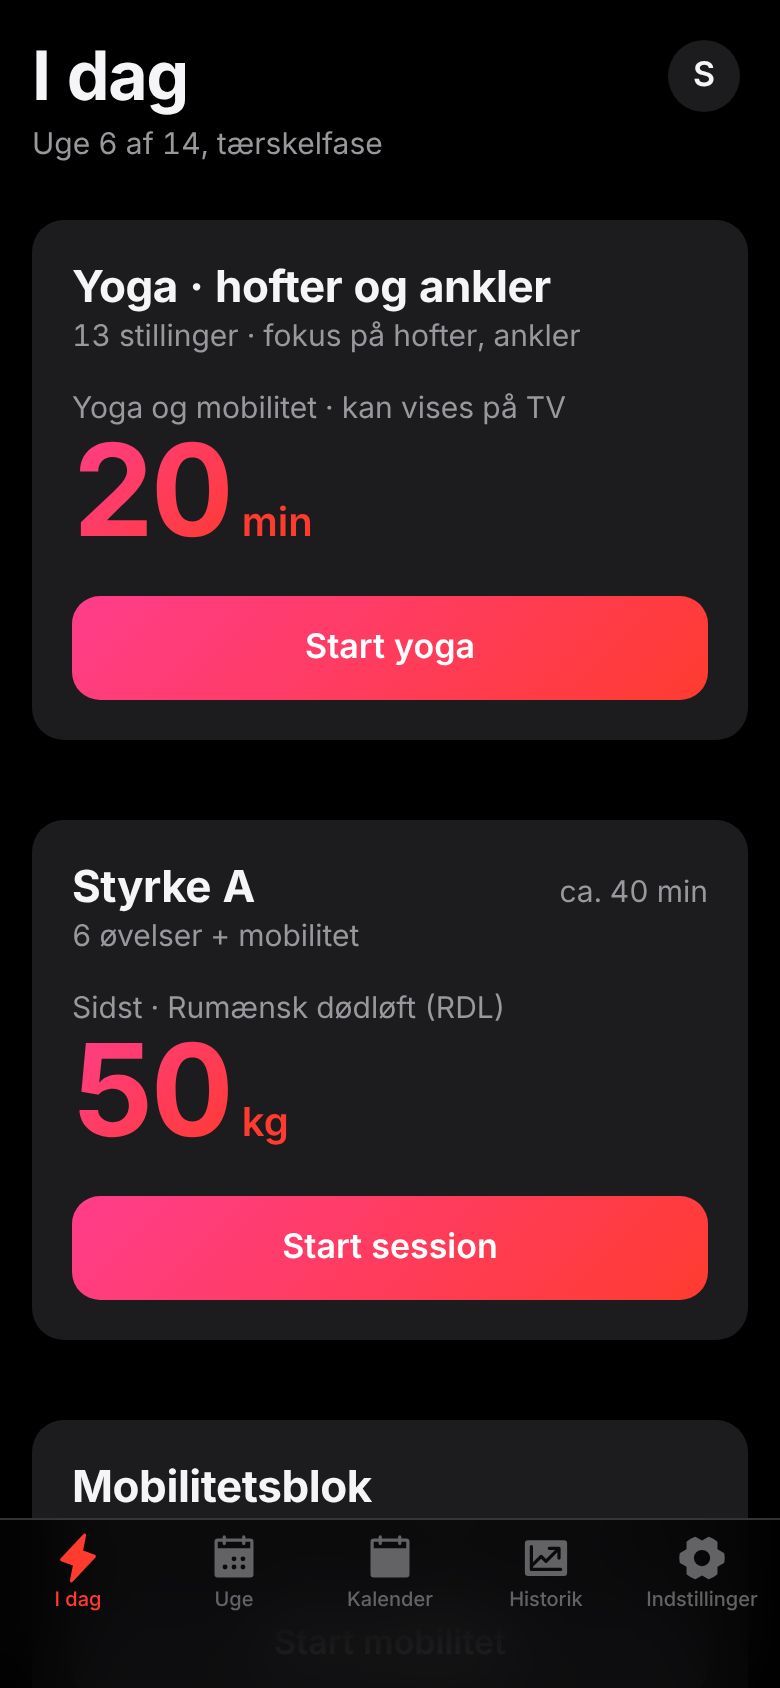 I dag
S
Uge 6 af 14, tærskelfase
Yoga · hofter og ankler
13 stillinger · fokus på hofter, ankler
Yoga og mobilitet · kan vises på TV
20 min
Start yoga
Styrke A
ca. 40 min
6 øvelser + mobilitet
Sidst · Rumænsk dødløft (RDL)
50 kg
Start session
Mobilitetsblok
I dag
Uge
Kalender
Historik
Indstillinger
Start mobilitet